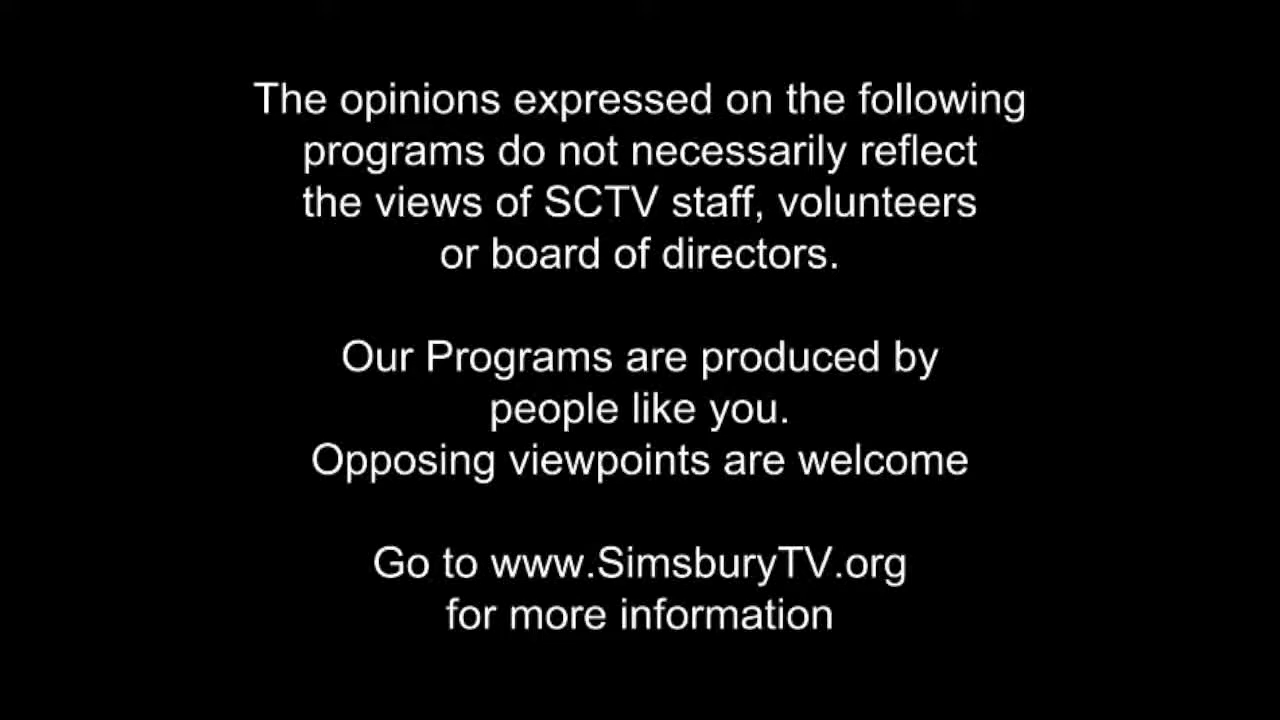 The opinions expressed on the following
programs do not necessarily reflect
the views of SCTV staff, volunteers
or board of directors.
Our Programs are produced by
people like you.
Opposing viewpoints are welcome
Go to www.SimsburyTV.org
for more information